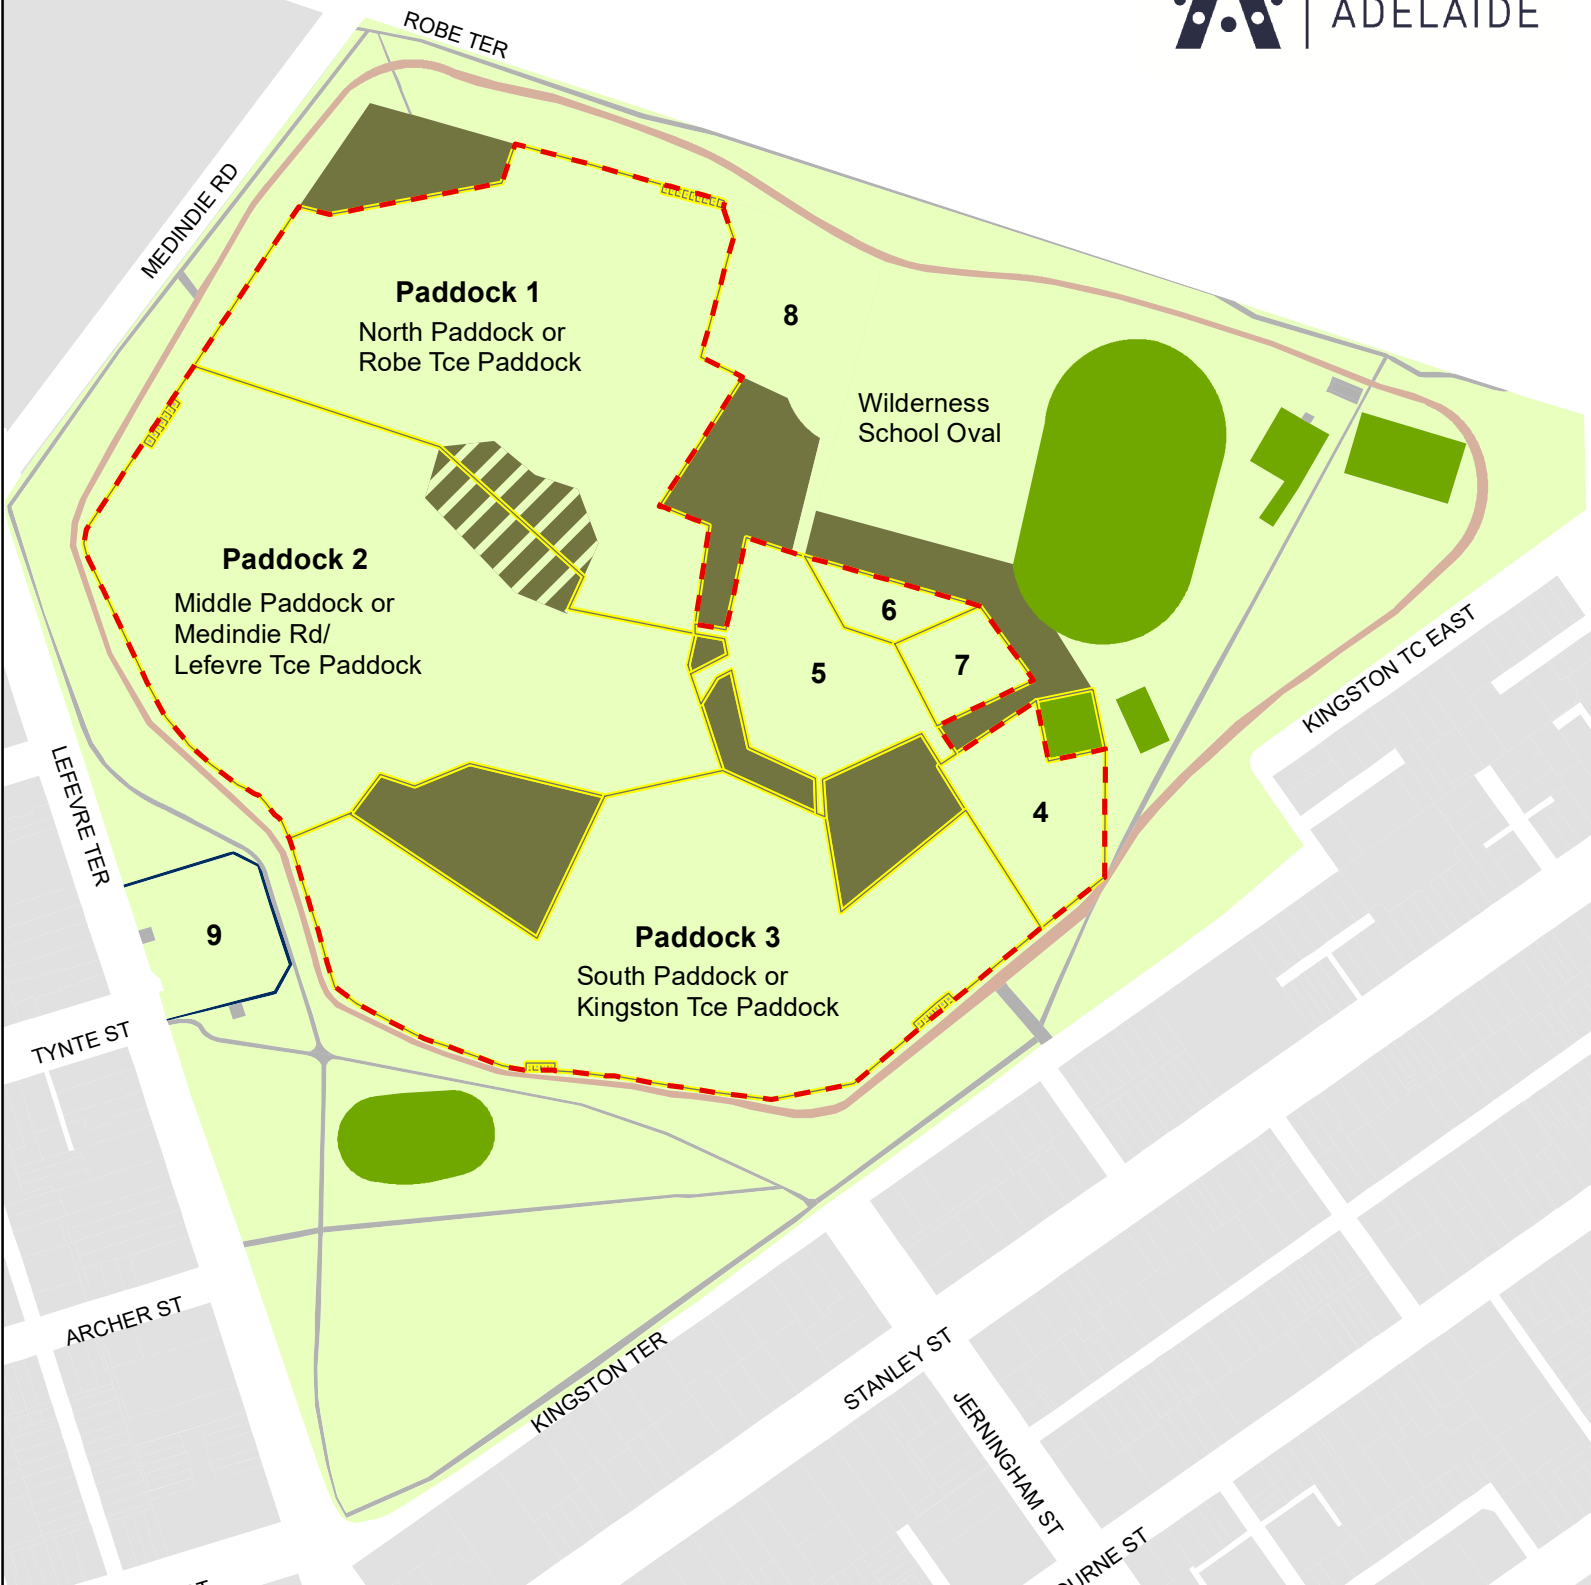 ADELAIDE
ROBE TER
MEDINDIE RD
Paddock 1
North Paddock or
Robe Tce Paddock
8
Wilderness
School Oval
Paddock 2
Middle Paddock or
Medindie Rd/
Lefevre Tce Paddock
6
7
5
KINGSTON TC EAST
LEFEVRE TER
4
9
Paddock 3
South Paddock or
Kingston Tce Paddock
TYNTE ST
ARCHER ST
KINGSTON TER
STANLEY ST
JERNINGHAM ST
URNE ST